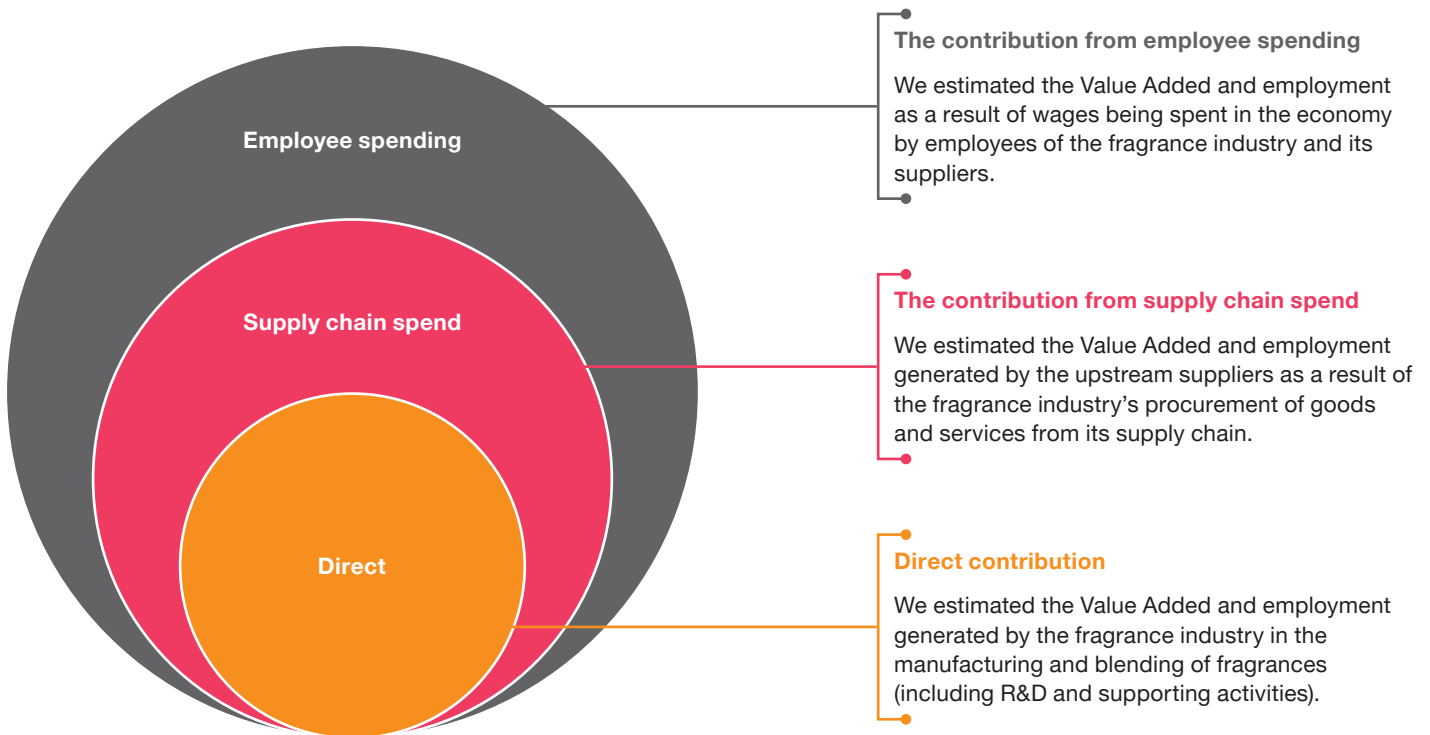 Employee spending
Supply chain spend
Direct
The contribution from employee spending
We estimated the Value Added and employment
as a result of wages being spent in the economy
by employees of the fragrance industry and its
suppliers.
The contribution from supply chain spend
We estimated the Value Added and employment
generated by the upstream suppliers as a result of
the fragrance industry’s procurement of goods
and services from its supply chain.
Direct contribution
We estimated the Value Added and employment
generated by the fragrance industry in the
manufacturing and blending of fragrances
(including R&D and supporting activities).